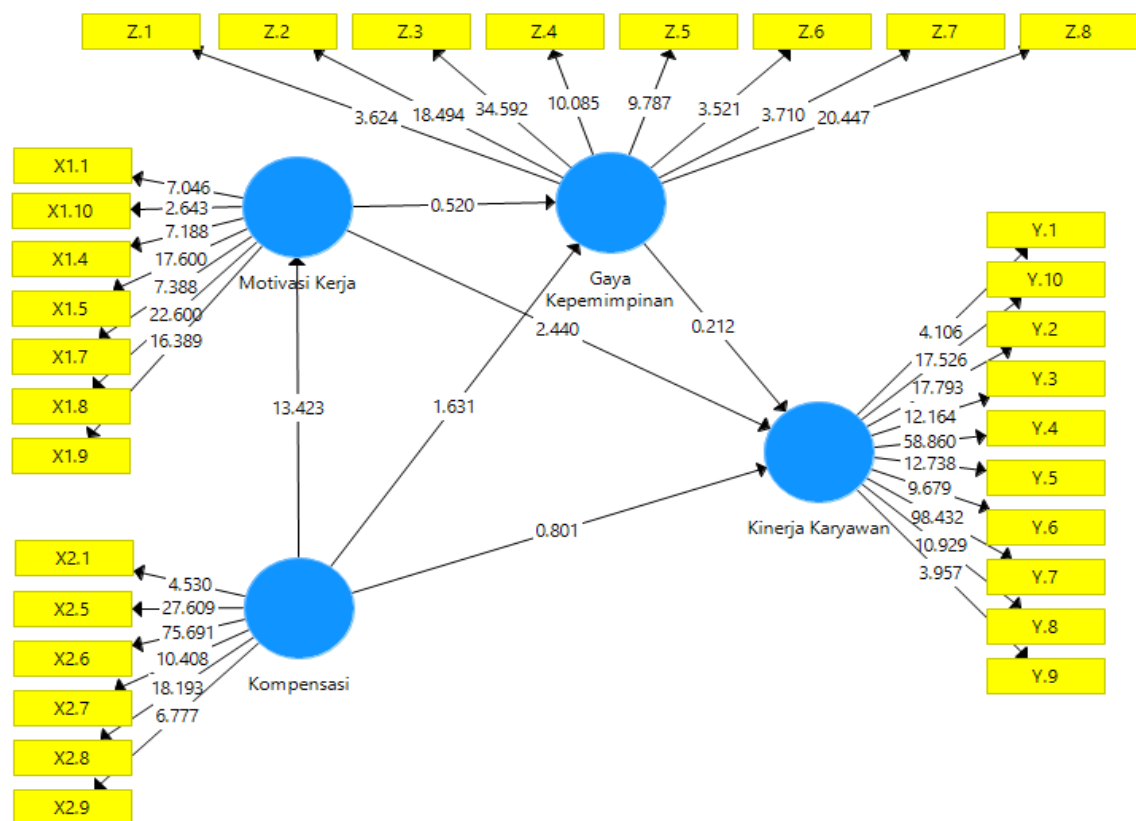 Z.1
Z.2
Z.3
Z.4
Z.5
Z.6
Z.7
Z.8
3.624
18.494
34.592
10.085
9.787
3.521
3.710
20.447
X1.1
X1.10
X1.4
X1.5
X1.7
X1.8
X1.9
7.046
2.643
7.188
17.600
7.388
22.600
16.389
Motivasi Kerja
0.520
Gaya
Kepemimpinan
2.440
0.212
13.423
1.631
0.801
Kinerja Karyawan
Y.1
Y.10
Y.2
Y.3
Y.4
Y.5
Y.6
Y.7
Y.8
Y.9
4.106
17.526
17.793
12.164
58.860
12.738
9.679
98.432
10.929
3.957
X2.1
X2.5
X2.6
X2.7
X2.8
X2.9
4.530
27.609
75.691
10.408
18.193
6.777
Kompensasi